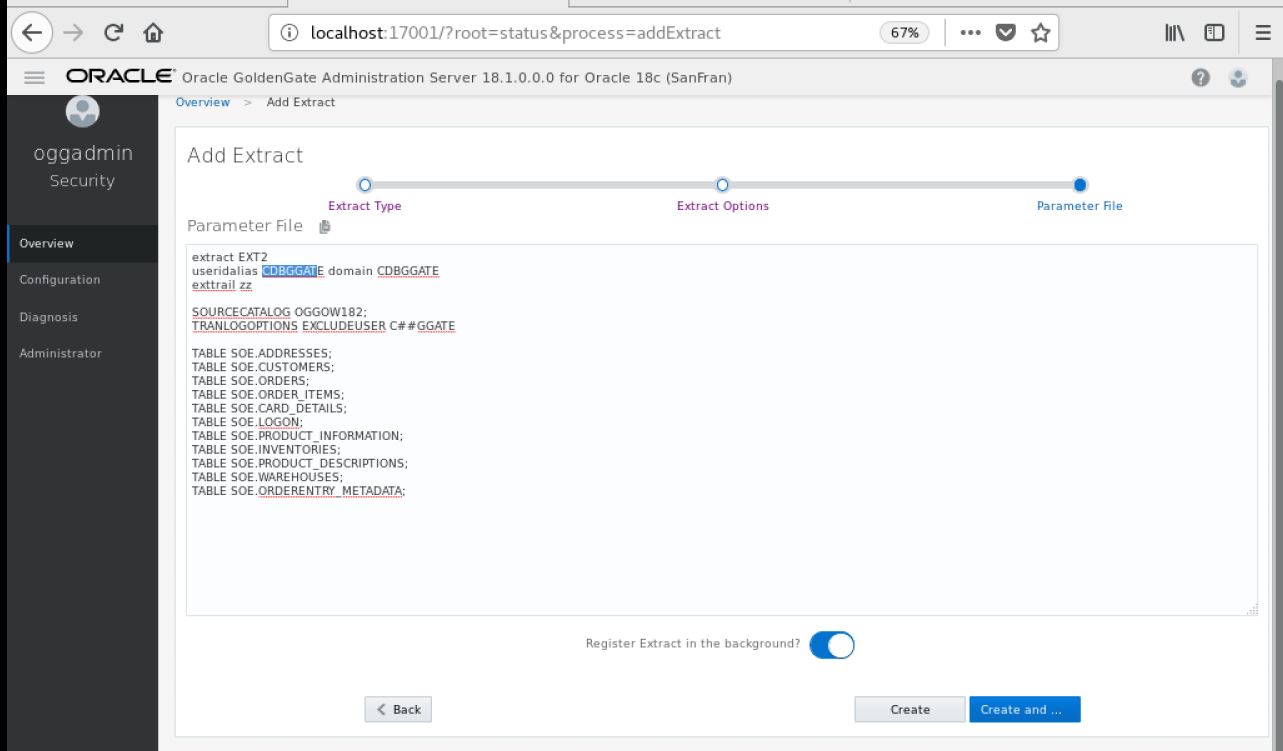 localhost:17001/?root=status&process=addExtract
67%
ORACLE Oracle GoldenGate Administration Server 18.1.0.0.0 for Oracle 18c (SanFran)
Overview > Add Extract
oggadmin
Security
Overview
Configuration
Diagnosis
Administrator
Add Extract
Extract Type Extract Options Parameter File
Parameter File
extract EXT2
useridalias CDBGGATE domain CDBGGATE
exttrail zz
SOURCECATALOG OGGOW182;
TRANLOGOPTIONS EXCLUDEUSER C##GGATE
TABLE SOE.ADDRESSES;
TABLE SOE.CUSTOMERS;
TABLE SOE.ORDERS;
TABLE SOE.ORDER_ITEMS;
TABLE SOE.CARD_DETAILS;
TABLE SOE.LOGON;
TABLE SOE.PRODUCT_INFORMATION;
TABLE SOE.INVENTORIES;
TABLE SOE.PRODUCT_DESCRIPTIONS;
TABLE SOE.WAREHOUSES;
TABLE SOE.ORDERENTRY_METADATA;
Register Extract in the background?
Back Create Create and ...